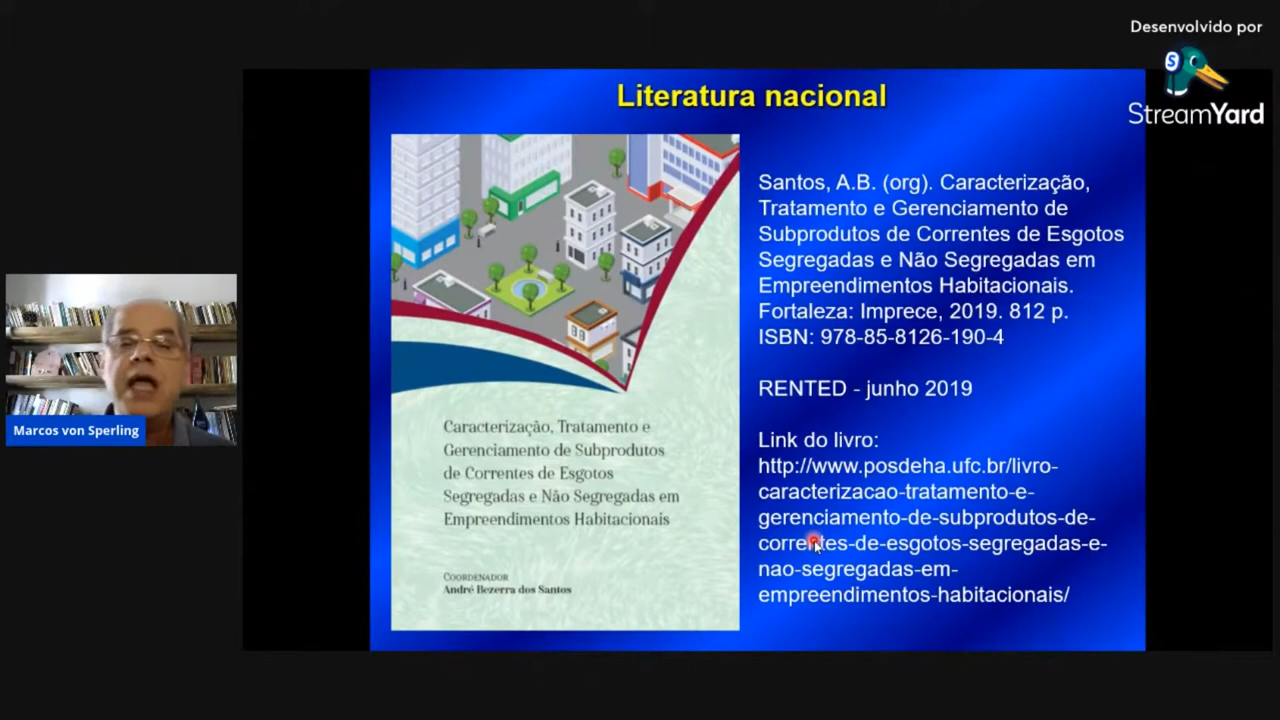 Desenvolvido por
StreamYard
Literatura nacional
Santos, A.B. (org). Caracterização,
Tratamento e Gerenciamento de
Subprodutos de Correntes de Esgotos
Segregadas e Não Segregadas em
Empreendimentos Habitacionais.
Fortaleza: Imprece, 2019. 812 p.
ISBN: 978-85-8126-190-4
RENTED - junho 2019
Link do livro:
http://www.posdeha.ufc.br/livro-
caracterizacao-tratamento-e-
gerenciamento-de-subprodutos-de-
correntes-de-esgotos-segregadas-e-
nao-segregadas-em-
empreendimentos-habitacionais/
Caracterização, Tratamento e
Gerenciamento de Subprodutos
de Correntes de Esgotos
Segregadas e Não Segregadas em
Empreendimentos Habitacionais
Coordenador
André Bezerra dos Santos
Marcos von Sperling